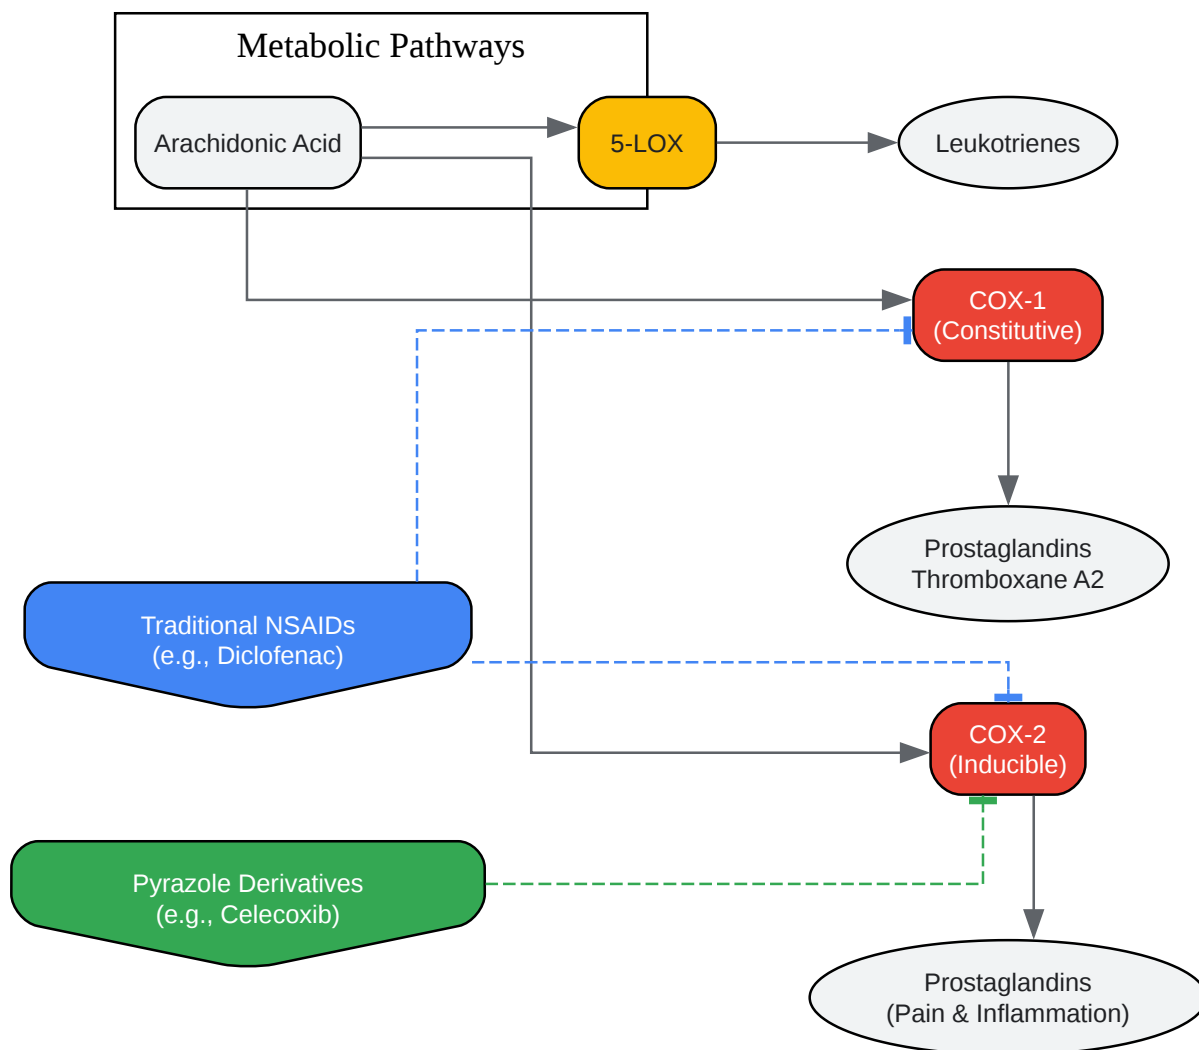 Metabolic Pathways
Arachidonic Acid
5-LOX
Leukotrienes
COX-1
(Constitutive)
Prostaglandins
Thromboxane A2
Traditional NSAIDs
(e.g., Diclofenac)
COX-2
(Inducible)
Pyrazole Derivatives
(e.g., Celecoxib)
Prostaglandins
(Pain & Inflammation)